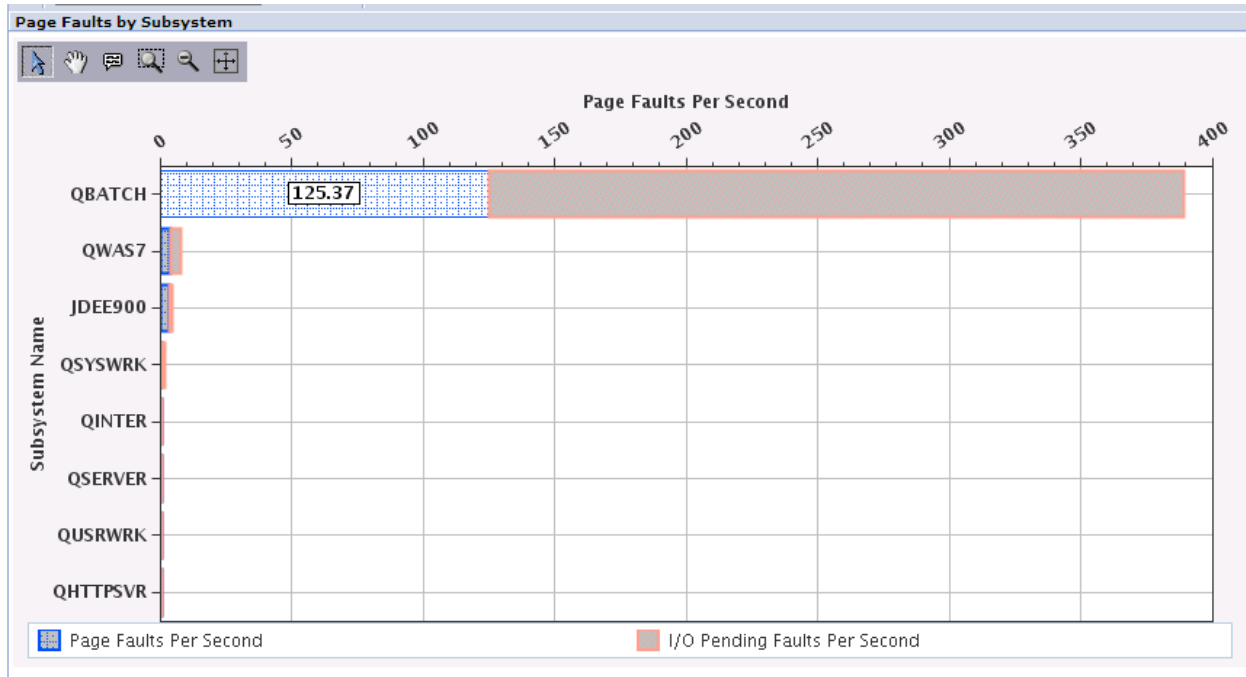 Page Faults by Subsystem
Page Faults Per Second
0 50 100 150 200 250 300 350 400
QBATCH
125.37
QWAS7
JDEE900
QSYSWRK
QINTER
QSERVER
QUSRWRK
QHTTPSVR
Subsystem Name
Page Faults Per Second
I/O Pending Faults Per Second